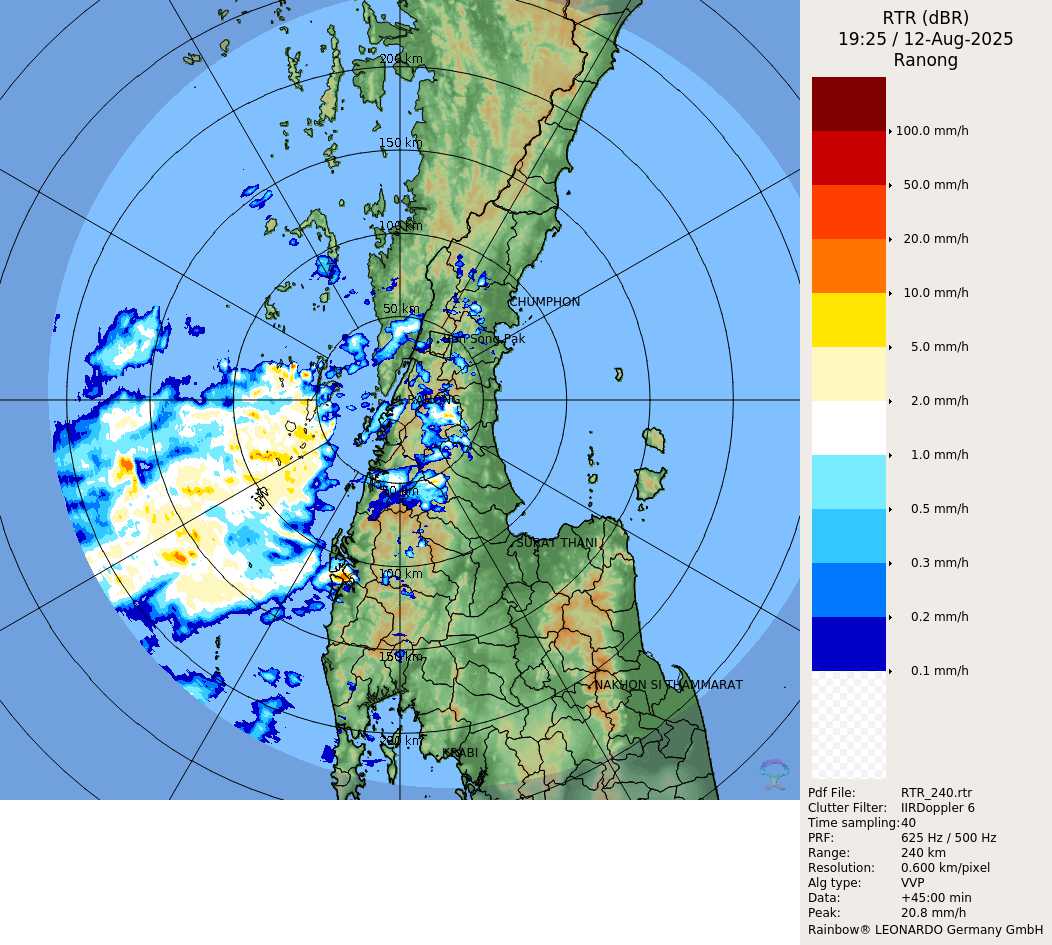 RTR (dBR)
19:25 / 12-Aug-2025
Ranong
200 km
150 km
100 km
50 km
CHUMPHON
Ban Song Pak
RANONG
50 km
SURAT THANI
100 km
150 km
NAKHON SI THAMMARAT
200 km
KRABI
100.0 mm/h
50.0 mm/h
20.0 mm/h
10.0 mm/h
5.0 mm/h
2.0 mm/h
1.0 mm/h
0.5 mm/h
0.3 mm/h
0.2 mm/h
0.1 mm/h
Pdf File: RTR_240.rtr
Clutter Filter: IIRDoppler 6
Time sampling:40
PRF: 625 Hz / 500 Hz
Range: 240 km
Resolution: 0.600 km/pixel
Alg type: VVP
Data: +45:00 min
Peak: 20.8 mm/h
Rainbow® LEONARDO Germany GmbH